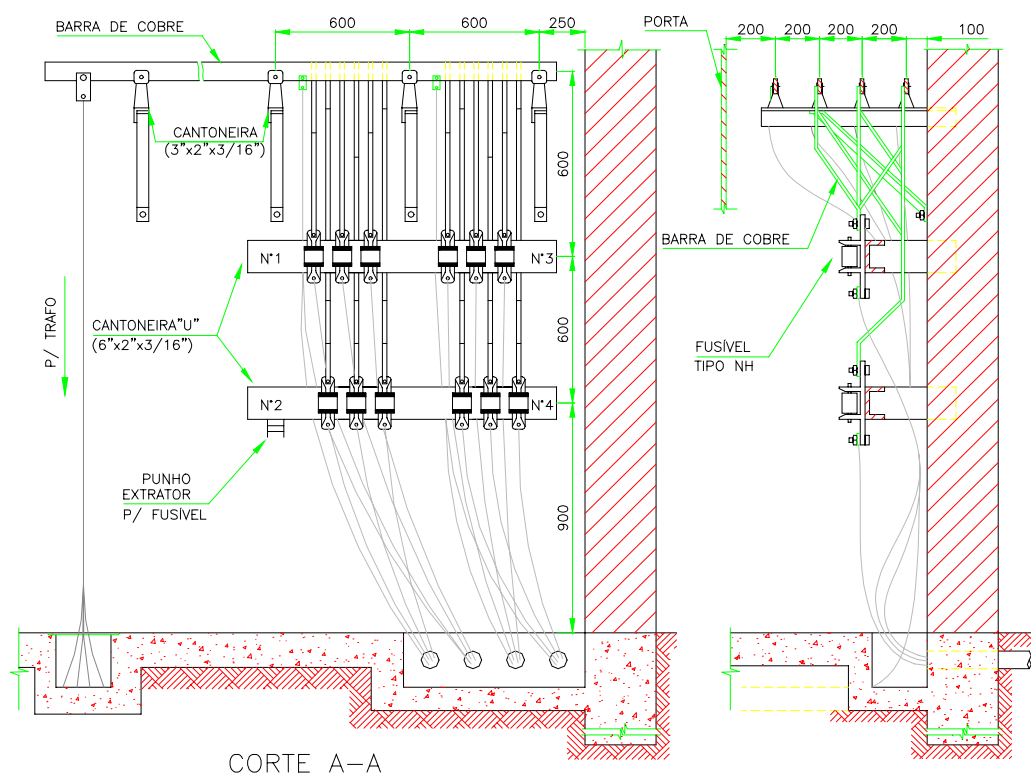 BARRA DE COBRE
600
600
250
PORTA
200
200
200
200
100
CANTONEIRA
(3"x2"x3/16")
600
BARRA DE COBRE
N°1
N°3
P/ TRAFO
CANTONEIRA"U"
(6"x2"x3/16")
600
FUSÍVEL
TIPO NH
N°2
N°4
PUNHO
EXTRATOR
P/ FUSÍVEL
900
CORTE A-A